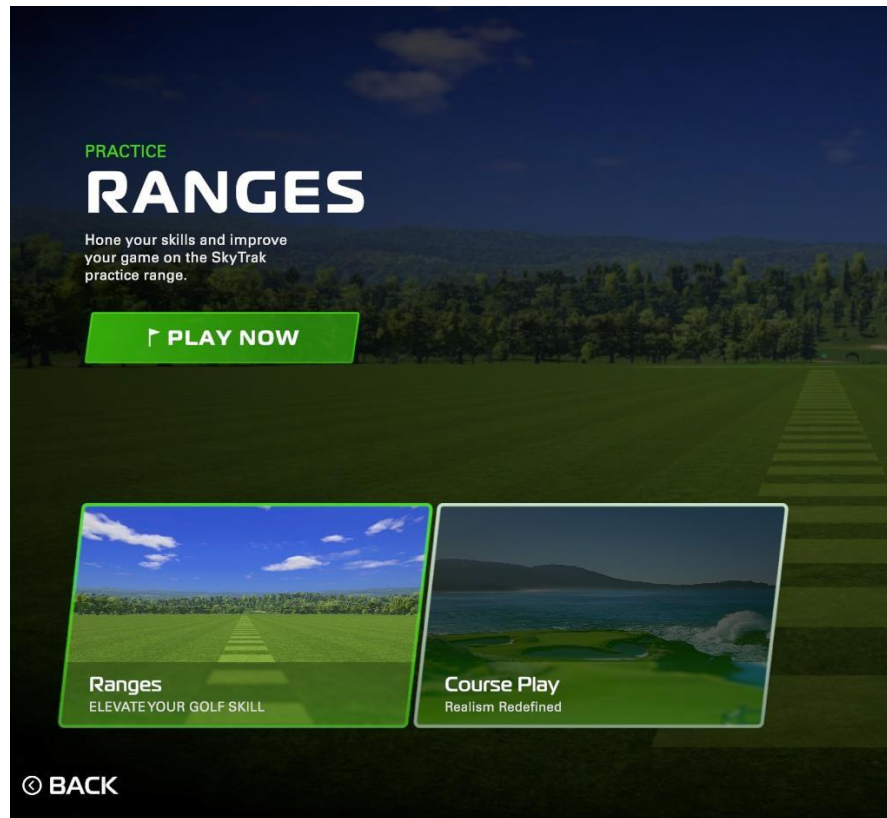 PRACTICE
RANGES
Hone your skills and improve
your game on the SkyTrak
practice range.
PLAY NOW
Ranges
ELEVATE YOUR GOLF SKILL
Course Play
Realism Redefined
BACK